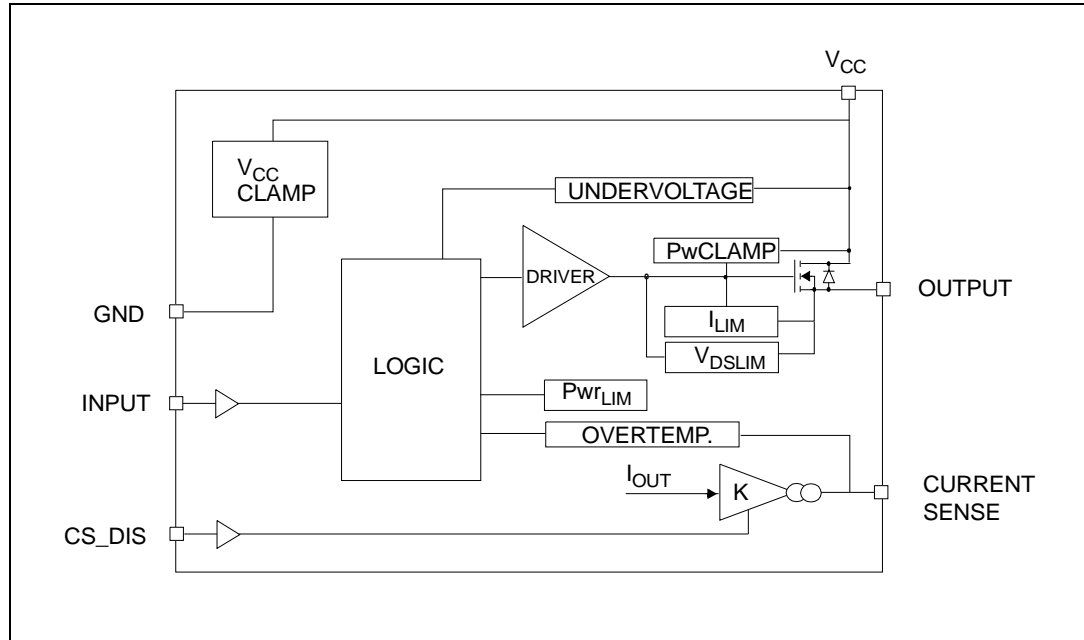 VCC
VCC
CLAMP
UNDERVOLTAGE
PwCLAMP
DRIVER
OUTPUT
GND
ILIM
VDSLIM
LOGIC
INPUT
PwrLIM
OVERTEMP.
IOUT
K
CURRENT
SENSE
CS_DIS